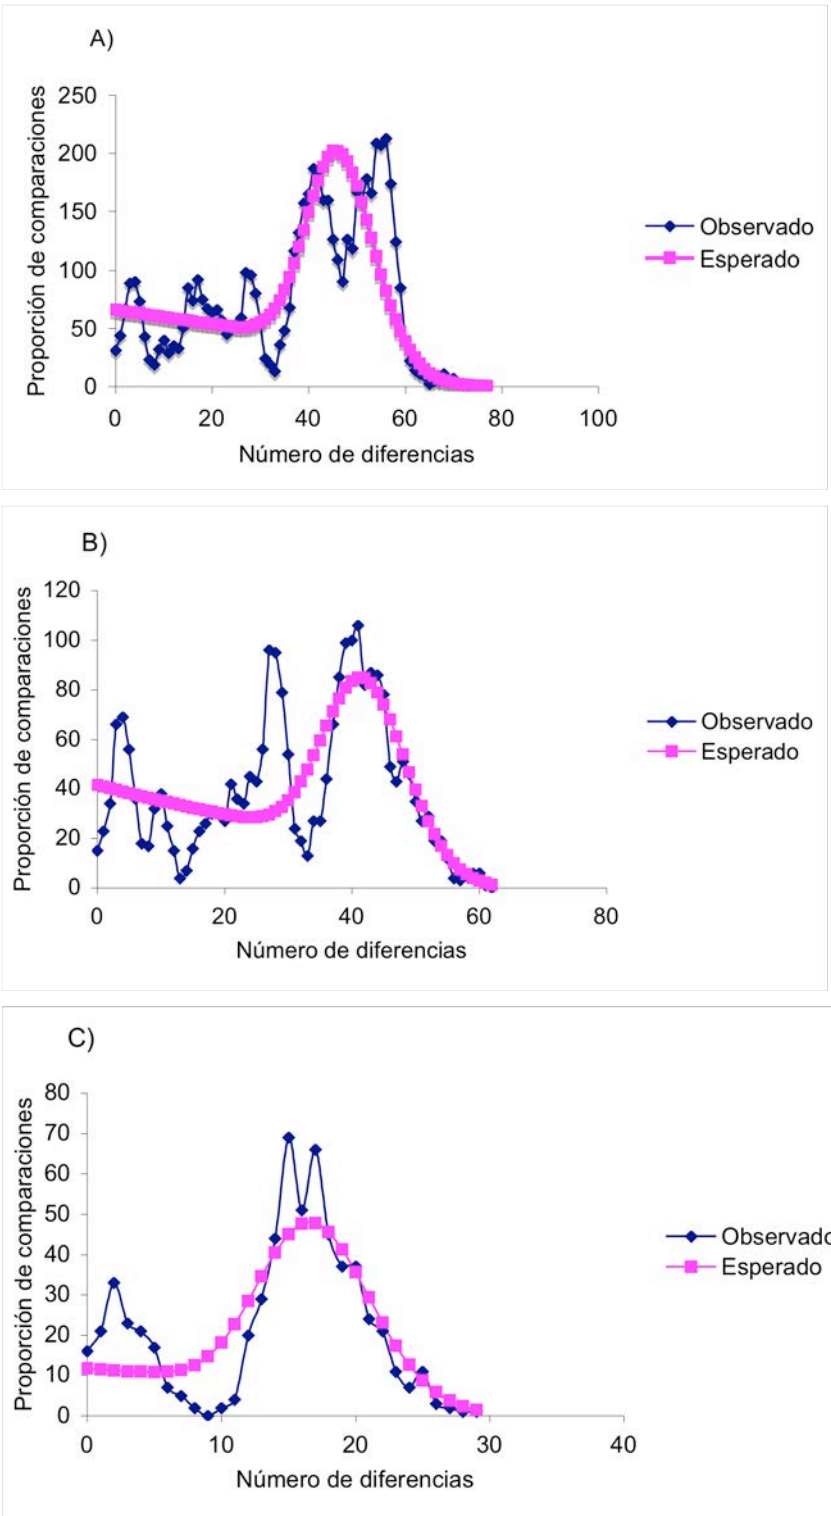 A)
Proporción de comparaciones
250
200
150
100
50
0
0 20 40 60 80 100
Número de diferencias
Observado
Esperado
B)
Proporción de comparaciones
120
100
80
60
40
20
0
0 20 40 60 80
Número de diferencias
Observado
Esperado
C)
Proporción de comparaciones
80
70
60
50
40
30
20
10
0
0 10 20 30 40
Número de diferencias
Observado
Esperado